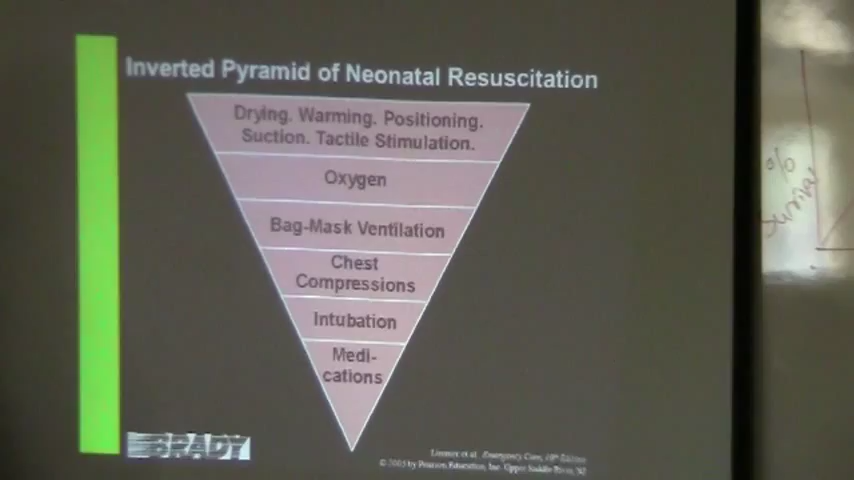 Inverted Pyramid of Neonatal Resuscitation
Drying. Warming. Positioning.
Suction. Tactile Stimulation.
Oxygen
Bag-Mask Ventilation
Chest
Compressions
Intubation
Medi-
cations
BRADY
Limmer et al., Emergency Care, 10th Edition
© 2005 by Pearson Education, Inc. Upper Saddle River, NJ
%
Survival